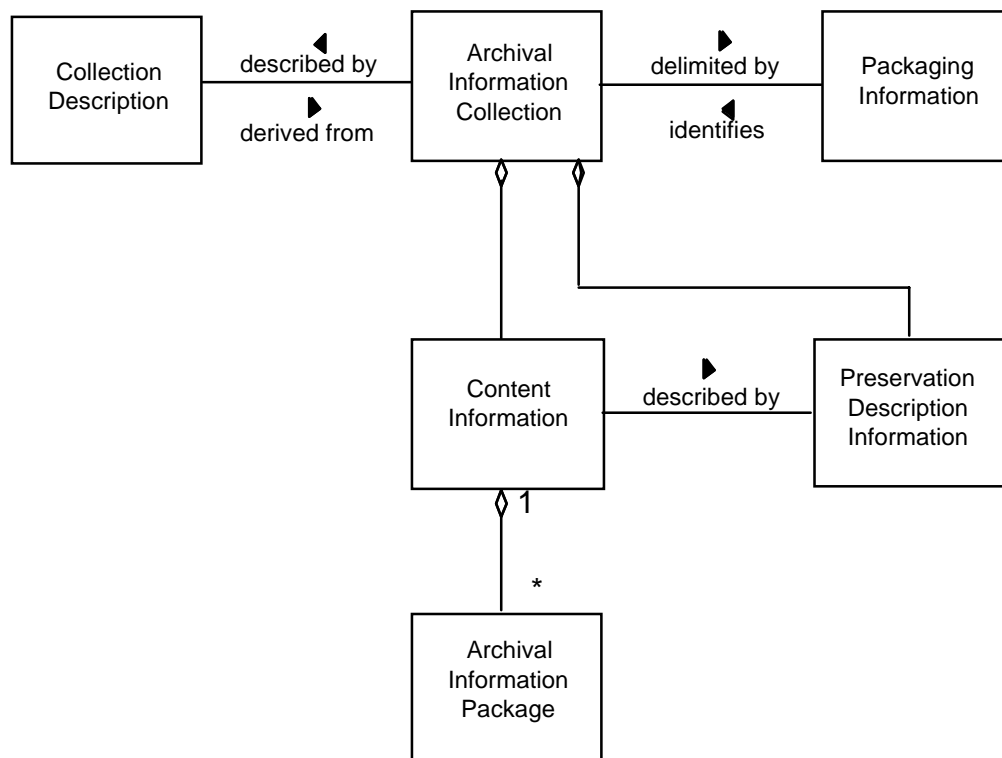 Collection
Description
described by
derived from
Archival
Information
Collection
delimited by
identifies
Packaging
Information
Content
Information
described by
Preservation
Description
Information
1
*
Archival
Information
Package